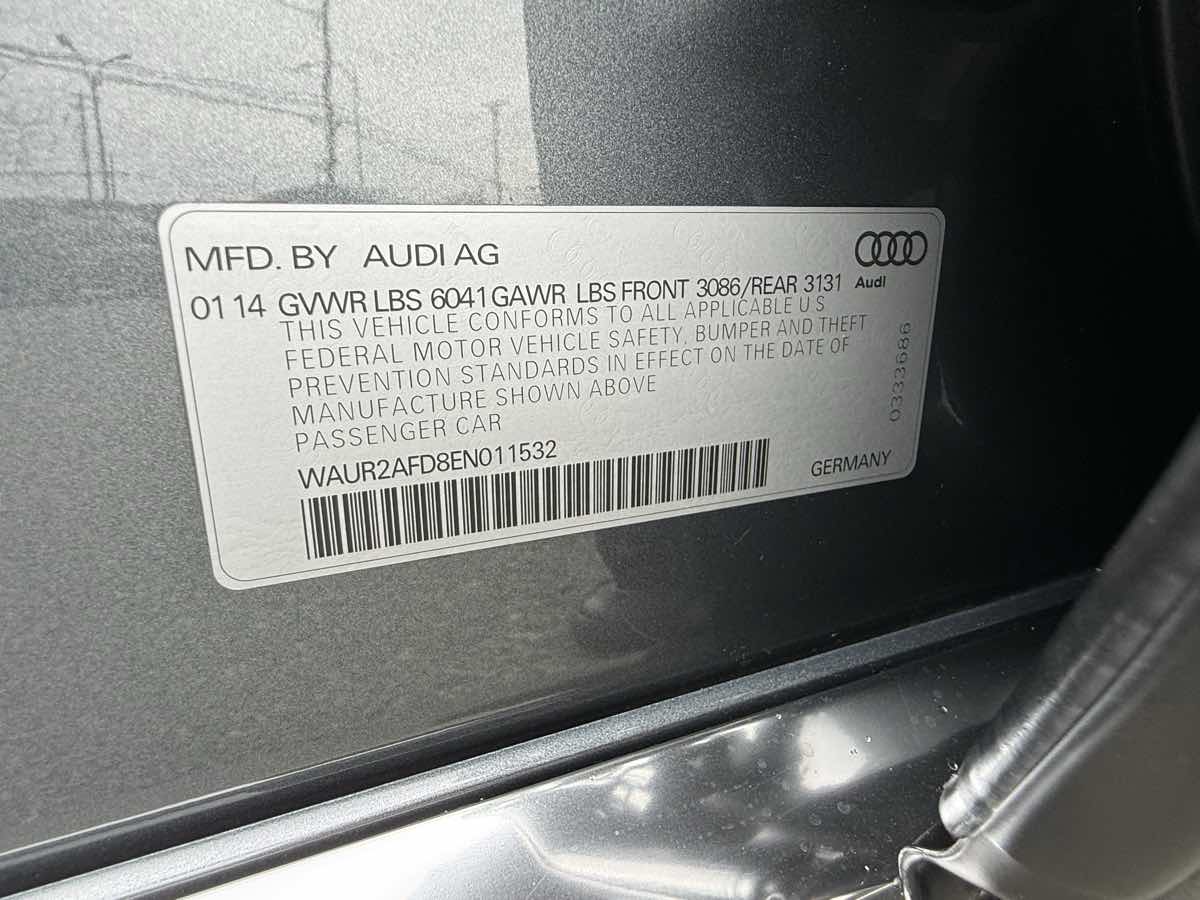 MFD. BY AUDI AG
Audi
01 14 GVWR LBS 6041 GAWR LBS FRONT 3086/REAR 3131
THIS VEHICLE CONFORMS TO ALL APPLICABLE U S
FEDERAL MOTOR VEHICLE SAFETY, BUMPER AND THEFT
PREVENTION STANDARDS IN EFFECT ON THE DATE OF
MANUFACTURE SHOWN ABOVE
PASSENGER CAR
0333686
WAUR2AFD8EN011532
GERMANY